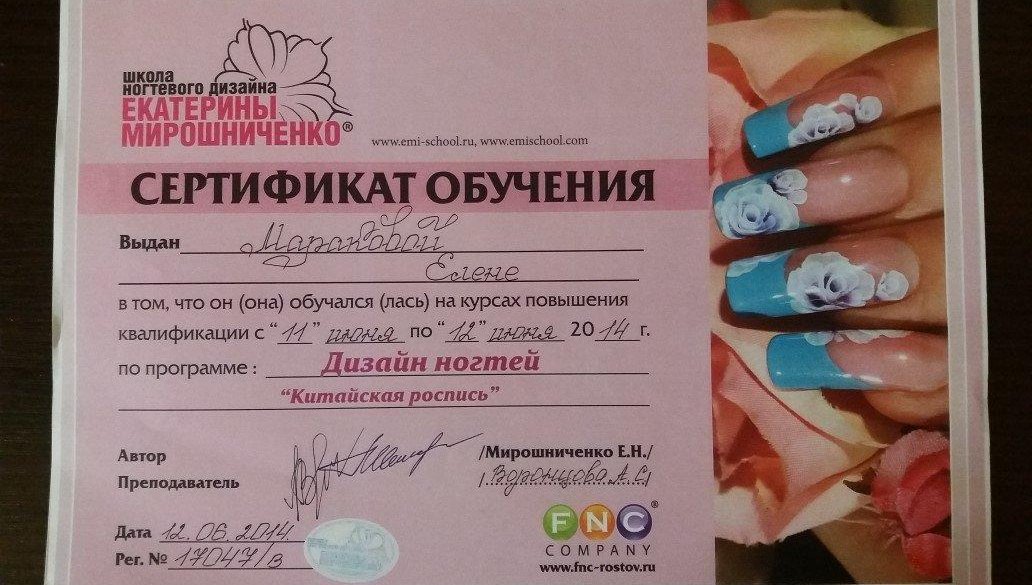 школа
ногтевого дизайна
ЕКАТЕРИНЫ
МИРОШНИЧЕНКО®
www.emi-school.ru, www.emischool.com
СЕРТИФИКАТ ОБУЧЕНИЯ
Выдан Мараковой
Елене
в том, что он (она) обучался (лась) на курсах повышения
квалификации с “11” июня по “12” июня 2014 г.
по программе : Дизайн ногтей
“Китайская роспись”
Автор /Мирошниченко Е.Н./
Преподаватель /Воронцова А.С/
Дата 12.06.2014
Рег. № 17047/в
FNC®
COMPANY
www.fnc-rostov.ru